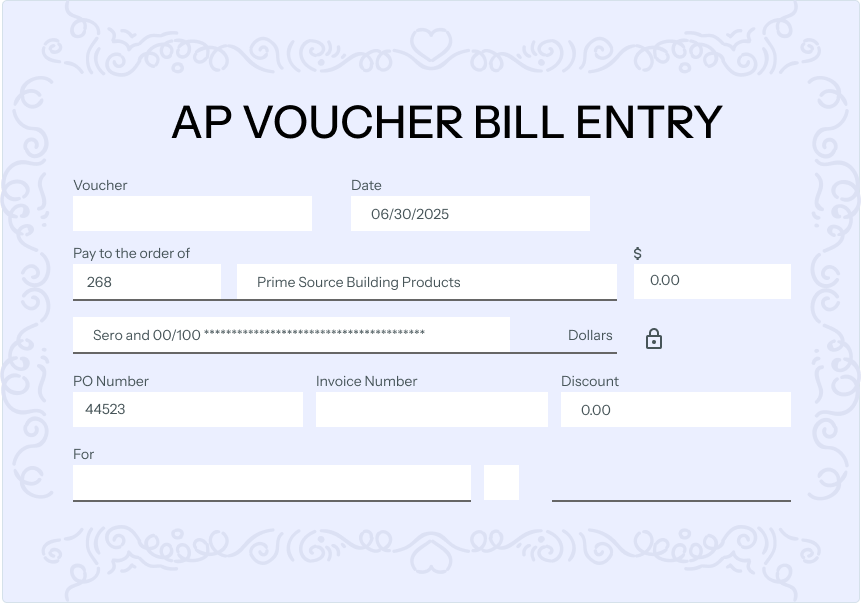 AP VOUCHER BILL ENTRY
Voucher
Date
06/30/2025
Pay to the order of
$
268
Prime Source Building Products
0.00
Sero and 00/100 ****************************************
Dollars
PO Number
Invoice Number
Discount
44523
0.00
For